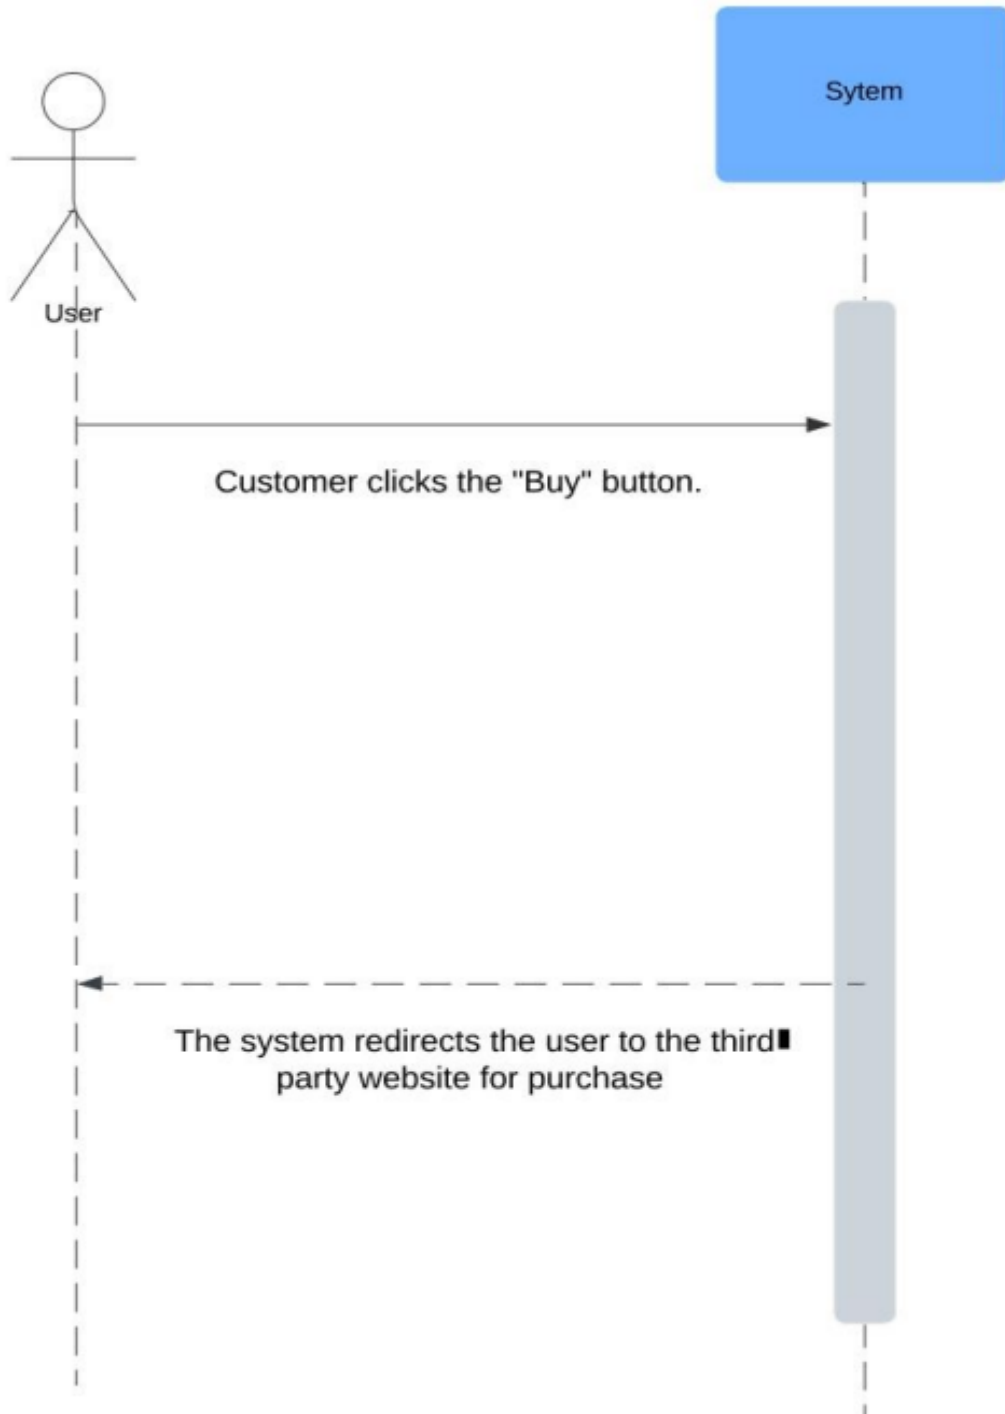 Sytem
User
Customer clicks the "Buy" button.
The system redirects the user to the third
party website for purchase